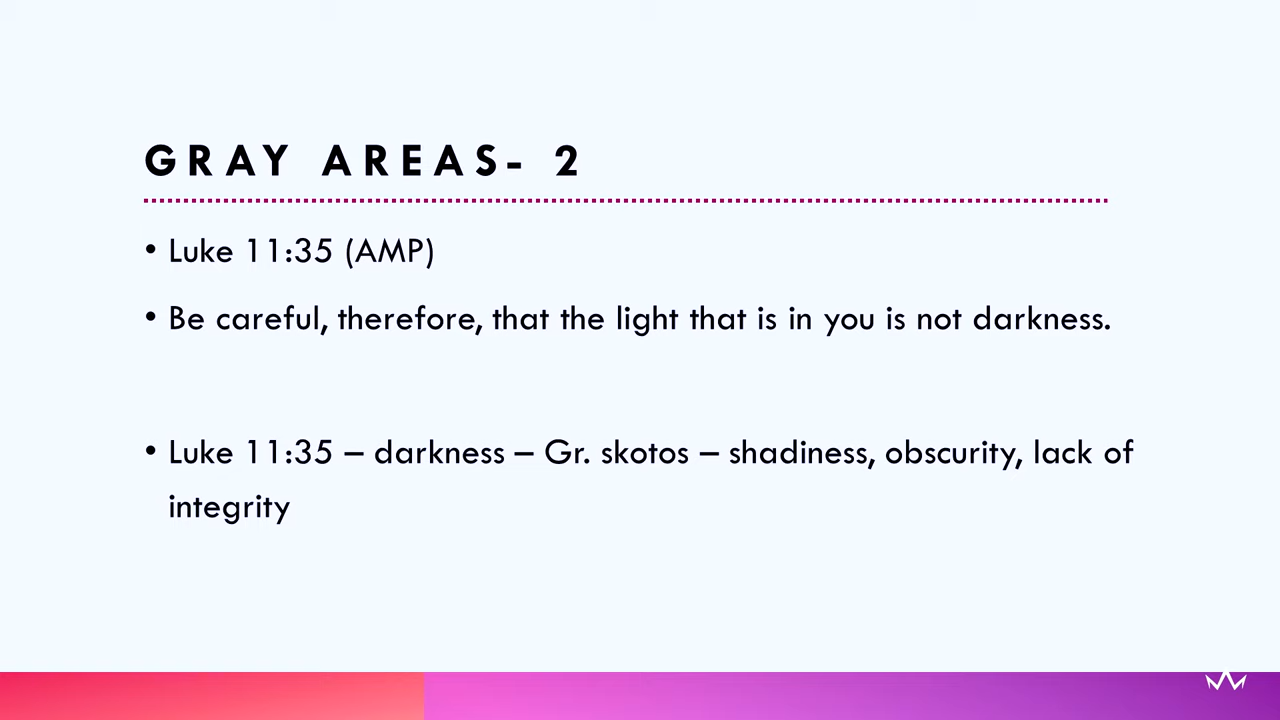 GRAY AREAS- 2
• Luke 11:35 (AMP)
• Be careful, therefore, that the light that is in you is not darkness.
• Luke 11:35 – darkness – Gr. skotos – shadiness, obscurity, lack of
integrity